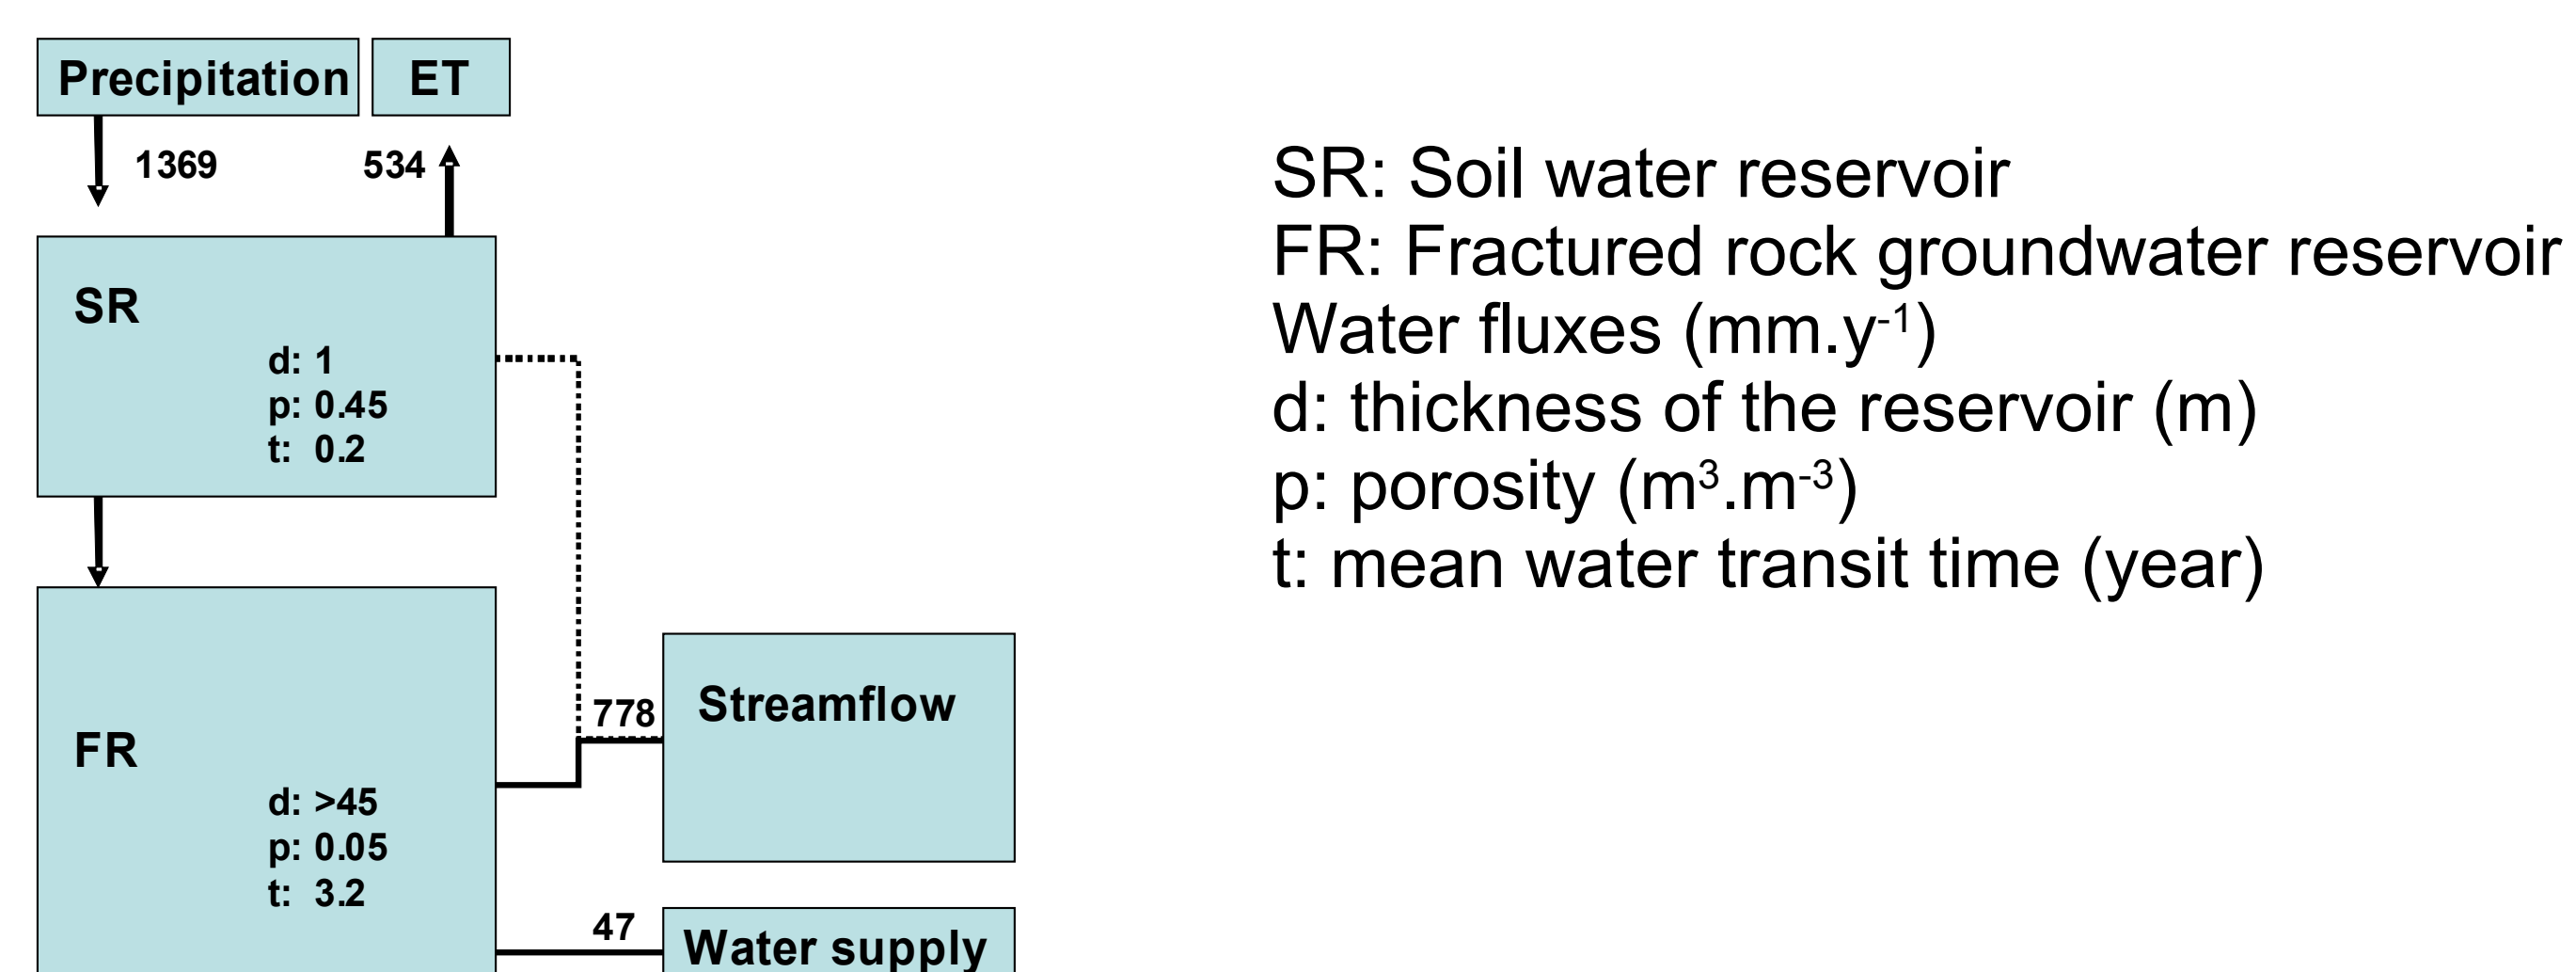 Precipitation
ET
1369
534
SR
d: 1
p: 0.45
t: 0.2
FR
d: >45
p: 0.05
t: 3.2
778
Streamflow
47
Water supply
SR: Soil water reservoir
FR: Fractured rock groundwater reservoir
Water fluxes (mm.y⁻¹)
d: thickness of the reservoir (m)
p: porosity (m³.m⁻³)
t: mean water transit time (year)